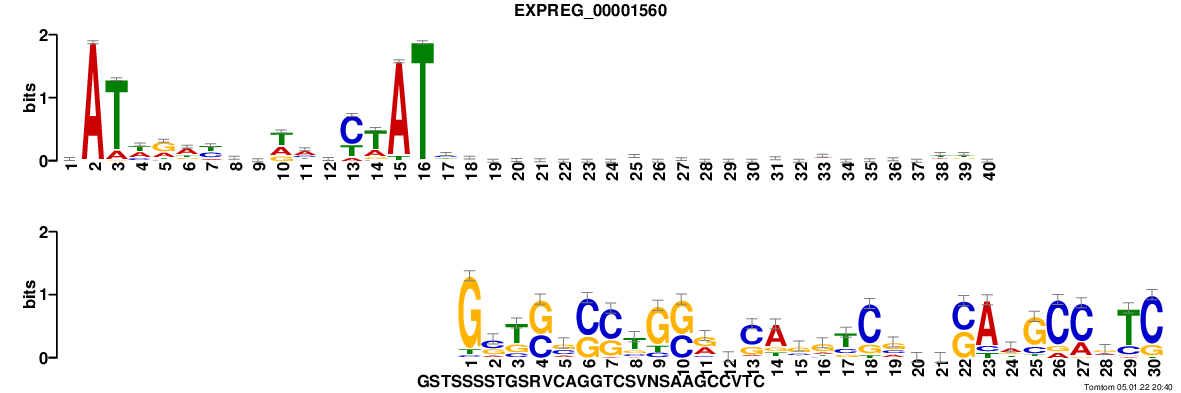 EXPREG_00001560
2
1
0
bits
1 2 3 4 5 6 7 8 9 10 11 12 13 14 15 16 17 18 19 20 21 22 23 24 25 26 27 28 29 30 31 32 33 34 35 36 37 38 39 40
2
1
0
bits
1 2 3 4 5 6 7 8 9 10 11 12 13 14 15 16 17 18 19 20 21 22 23 24 25 26 27 28 29 30
GSTSSSSTGSRVCAGGTCSVNSAAGCCVTC
Tomtom 05.01.22 20:40